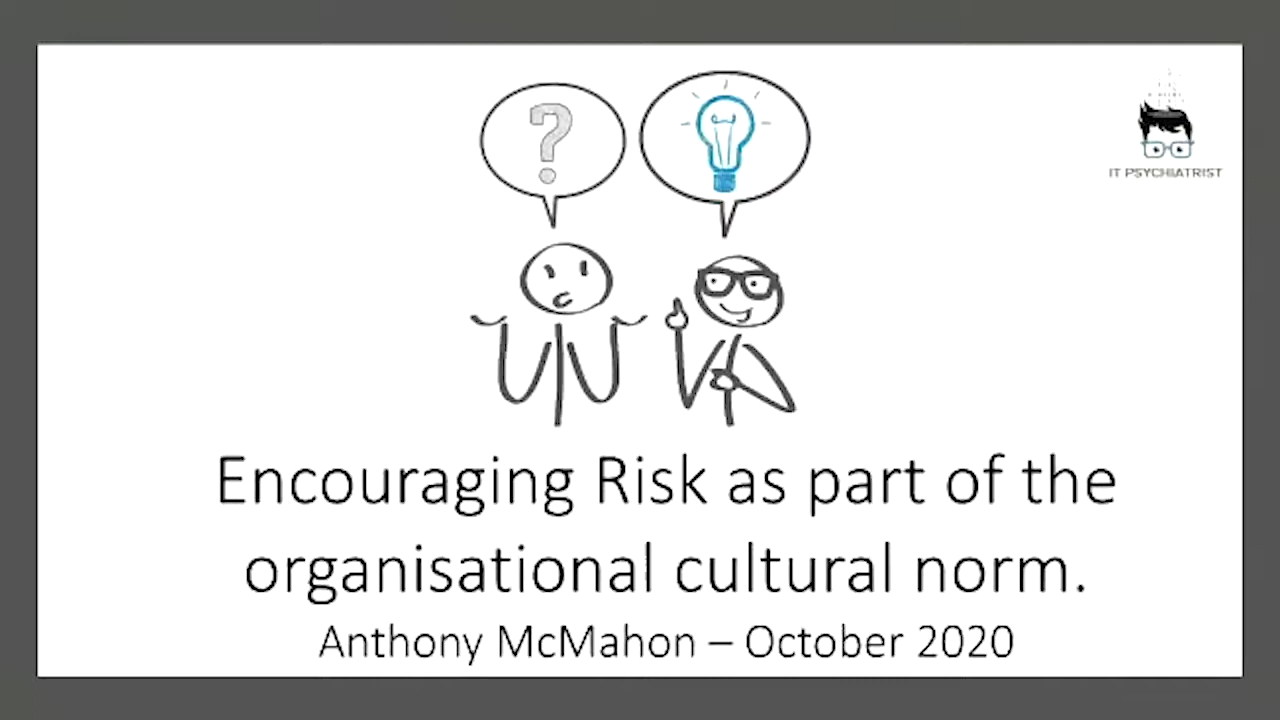 ?
IT PSYCHIATRIST
Encouraging Risk as part of the
organisational cultural norm.
Anthony McMahon – October 2020